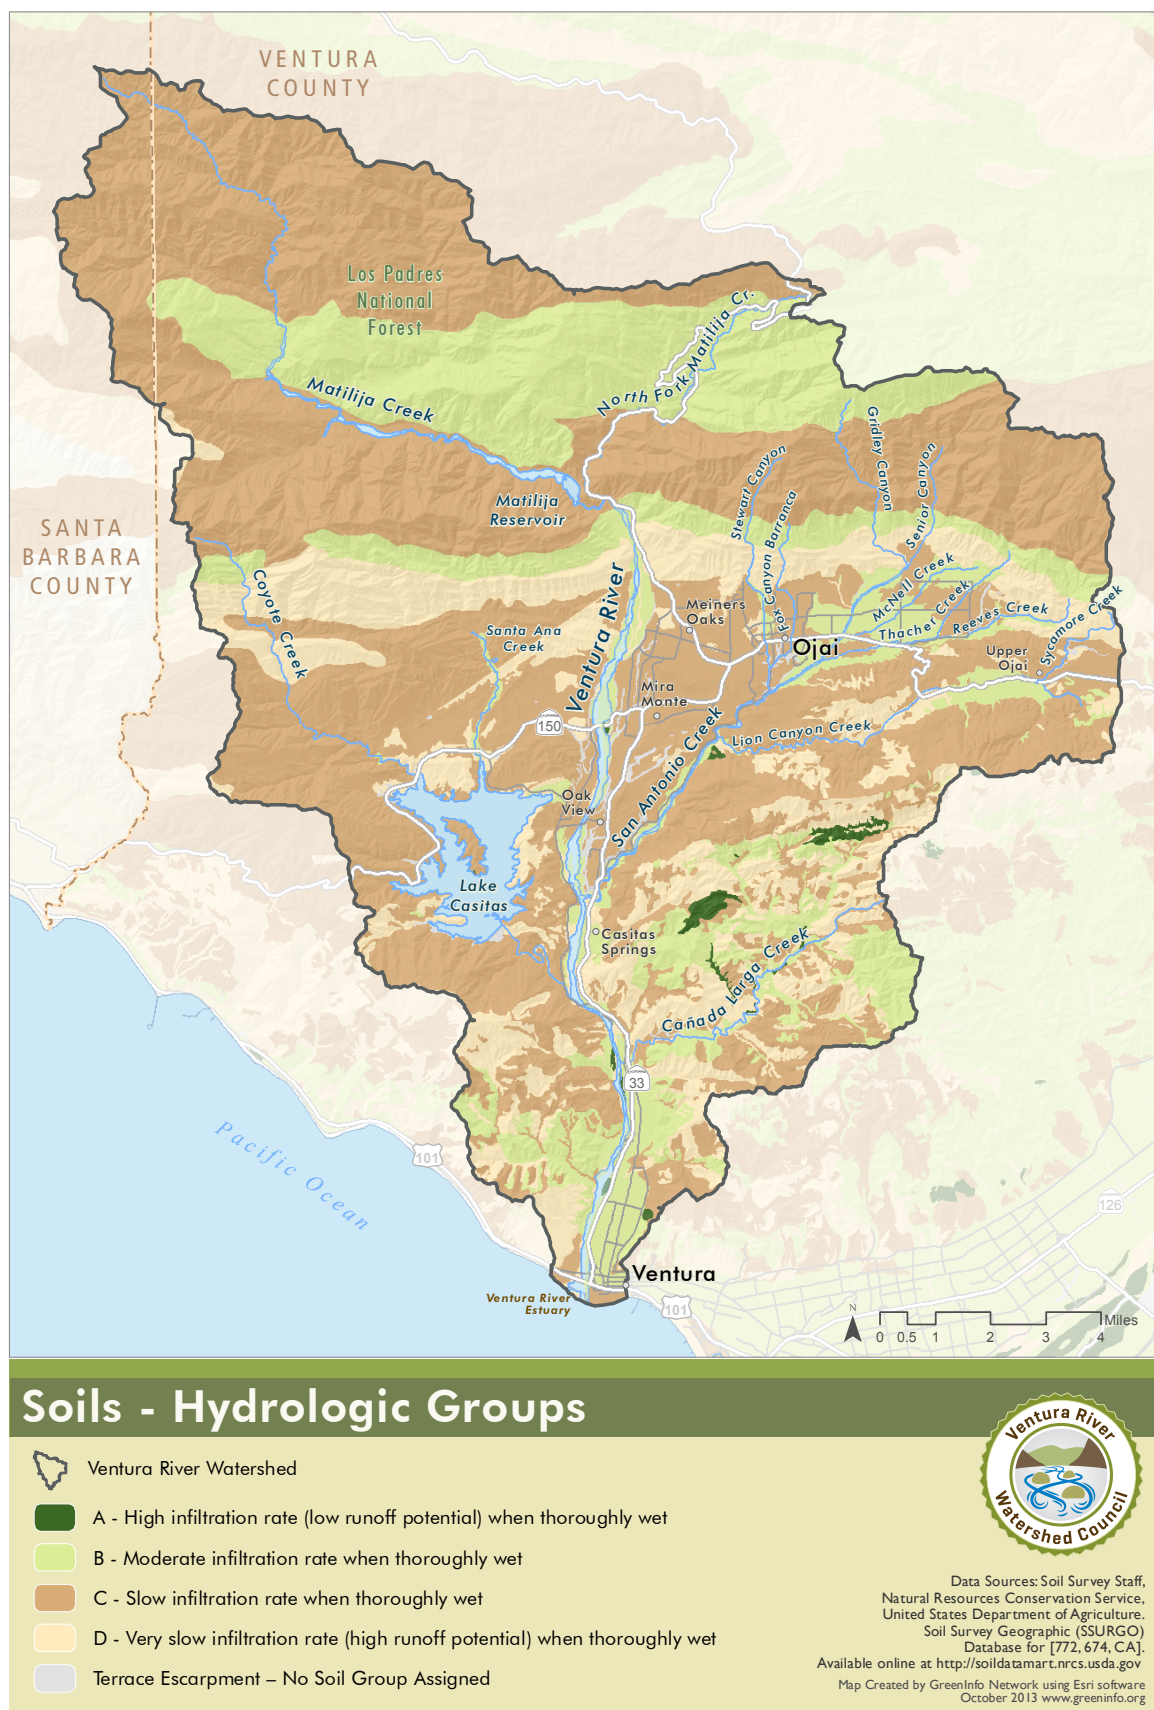 VENTURA
COUNTY
Los Padres
National
Forest
North Fork Matilija Cr.
Matilija Creek
Gridley Canyon
Senior Canyon
Stewart Canyon
Fox Canyon Barranca
Matilija
Reservoir
SANTA
BARBARA
COUNTY
Coyote Creek
McNell Creek
Thacher Creek
Reeves Creek
Sycamore Creek
Ventura River
Meiners
Oaks
Santa Ana
Creek
Ojai
Upper
Ojai
Mira
Monte
CALIFORNIA
150
Lion Canyon Creek
San Antonio Creek
Oak
View
Lake
Casitas
Casitas
Springs
Cañada Larga Creek
CALIFORNIA
33
Pacific Ocean
101
126
Ventura
Ventura River
Estuary
101
N
0 0.5 1 2 3 4 Miles
Soils - Hydrologic Groups
Ventura River Watershed
A - High infiltration rate (low runoff potential) when thoroughly wet
B - Moderate infiltration rate when thoroughly wet
C - Slow infiltration rate when thoroughly wet
D - Very slow infiltration rate (high runoff potential) when thoroughly wet
Terrace Escarpment – No Soil Group Assigned
Ventura River
Watershed Council
Data Sources: Soil Survey Staff,
Natural Resources Conservation Service,
United States Department of Agriculture.
Soil Survey Geographic (SSURGO)
Database for [772, 674, CA].
Available online at http://soildatamart.nrcs.usda.gov
Map Created by GreenInfo Network using Esri software
October 2013 www.greeninfo.org